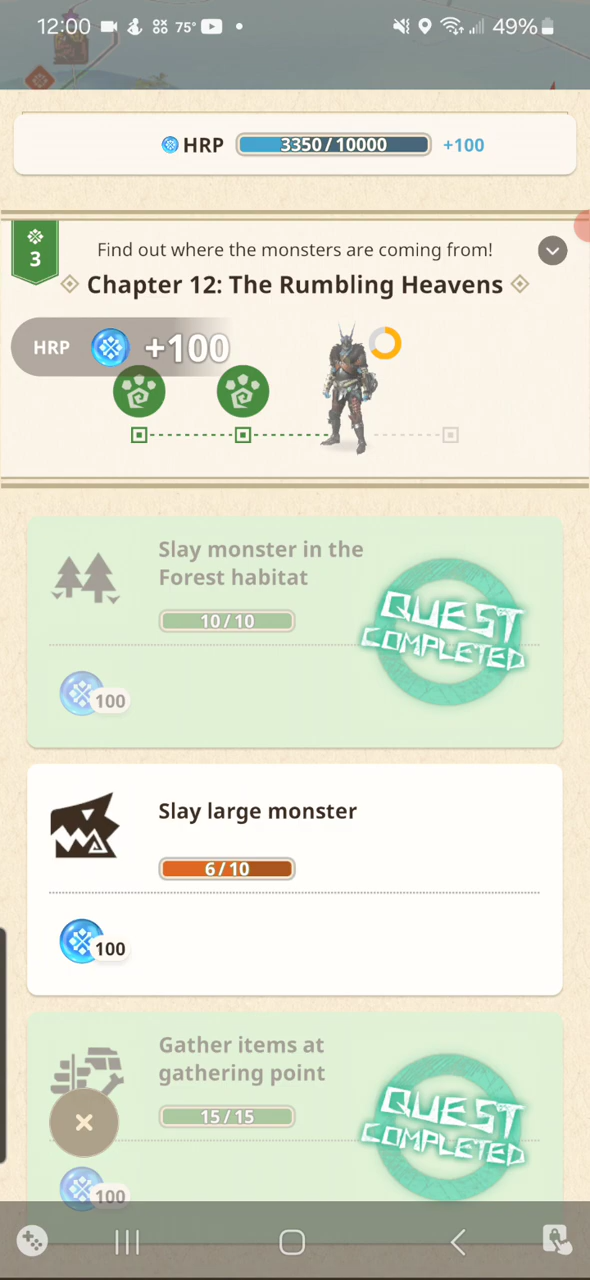 12:00 75° 49%
HRP 3350/10000 +100
3
Find out where the monsters are coming from!
Chapter 12: The Rumbling Heavens
HRP +100
Slay monster in the
Forest habitat
10/10
QUEST
COMPLETED
100
Slay large monster
6/10
100
Gather items at
gathering point
15/15
QUEST
COMPLETED
100